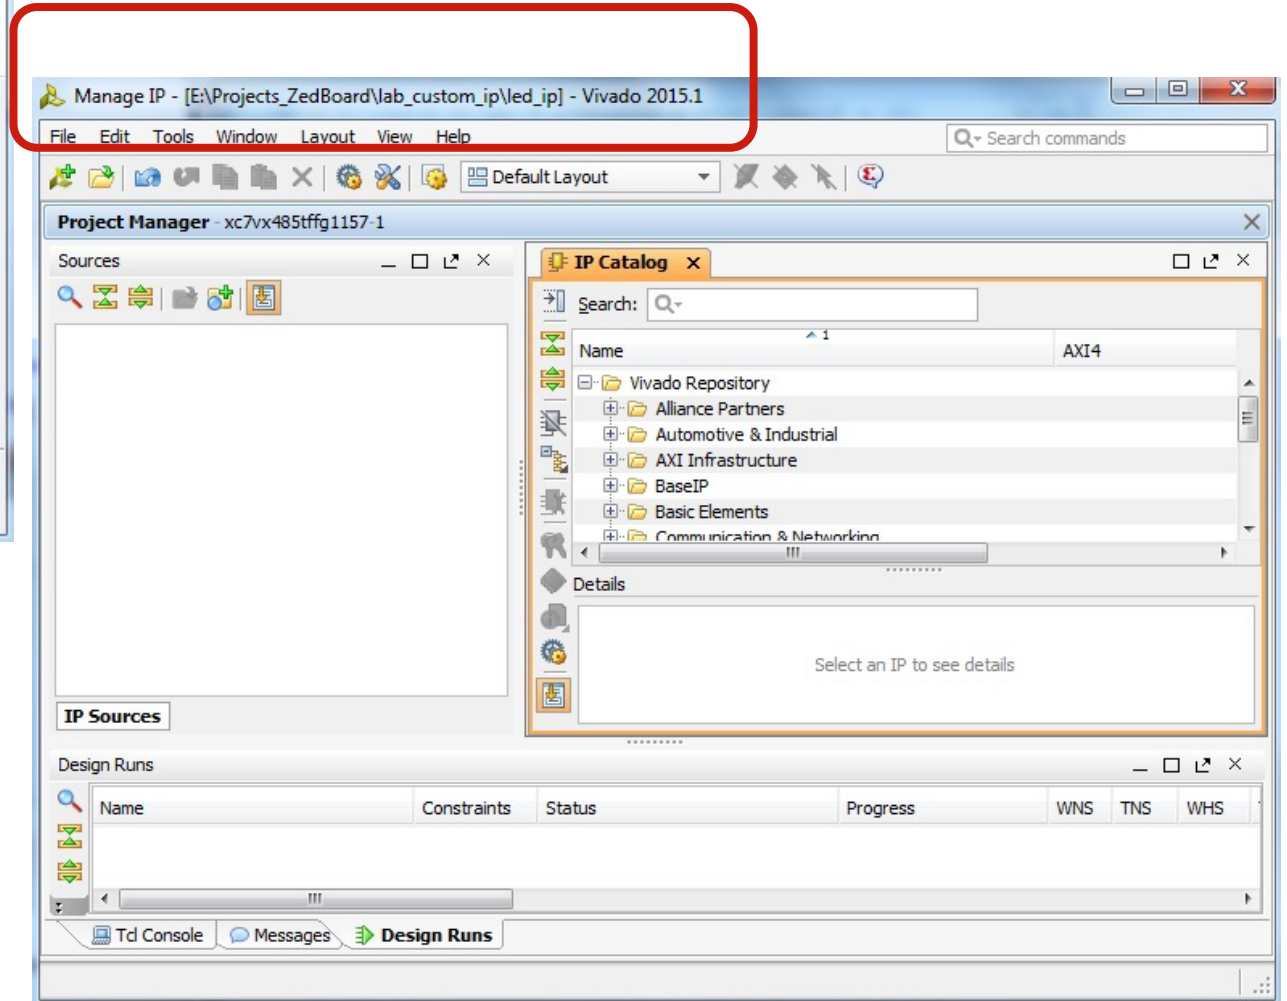 Manage IP - [E:\Projects_ZedBoard\lab_custom_ip\led_ip] - Vivado 2015.1
File Edit Tools Window Layout View Help
Search commands
Default Layout
Project Manager - xc7vx485tffg1157-1
Sources
IP Catalog
Search:
1
Name AXI4
Vivado Repository
Alliance Partners
Automotive & Industrial
AXI Infrastructure
BaseIP
Basic Elements
Communication & Networking
Details
Select an IP to see details
IP Sources
Design Runs
Name Constraints Status Progress WNS TNS WHS
Tcl Console Messages Design Runs